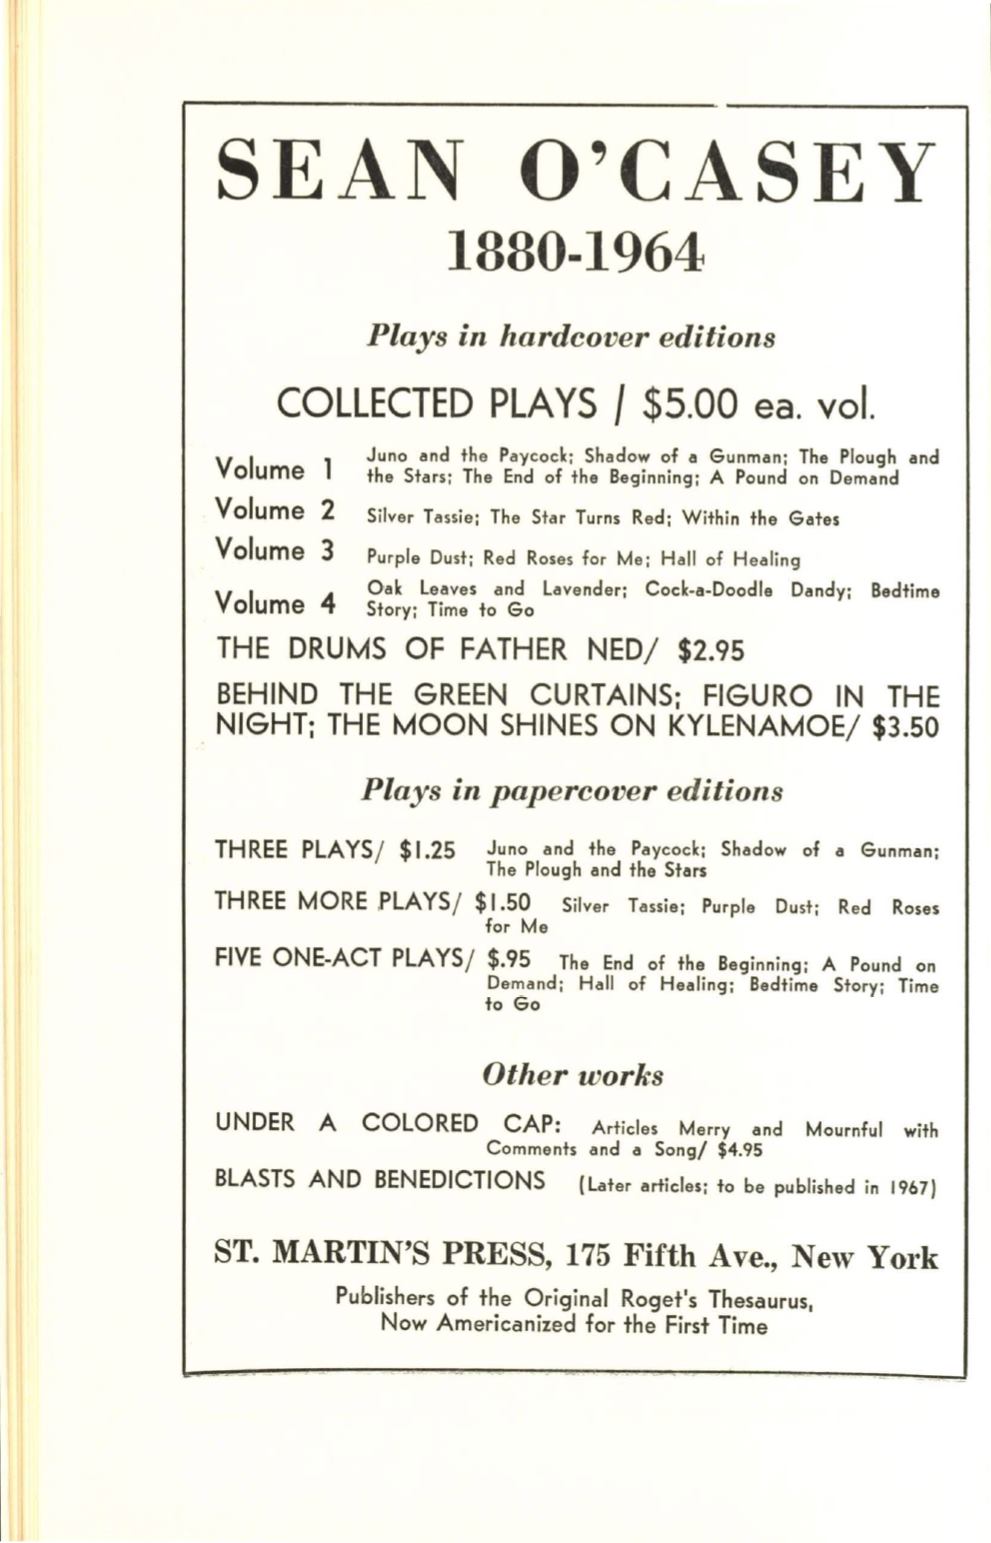 SEAN O'CASEY
1880-1964
Plays in hardcover editions
COLLECTED PLAYS / $5.00 ea. vol.
Volume 1 Juno and the Paycock; Shadow of a Gunman; The Plough and
the Stars; The End of the Beginning; A Pound on Demand
Volume 2 Silver Tassie; The Star Turns Red; Within the Gates
Volume 3 Purple Dust; Red Roses for Me; Hall of Healing
Volume 4 Oak Leaves and Lavender; Cock-a-Doodle Dandy; Bedtime
Story; Time to Go
THE DRUMS OF FATHER NED/ $2.95
BEHIND THE GREEN CURTAINS; FIGURO IN THE
NIGHT; THE MOON SHINES ON KYLENAMOE/ $3.50
Plays in papercover editions
THREE PLAYS/ $1.25 Juno and the Paycock; Shadow of a Gunman;
The Plough and the Stars
THREE MORE PLAYS/ $1.50 Silver Tassie; Purple Dust; Red Roses
for Me
FIVE ONE-ACT PLAYS/ $.95 The End of the Beginning; A Pound on
Demand; Hall of Healing; Bedtime Story; Time
to Go
Other works
UNDER A COLORED CAP: Articles Merry and Mournful with
Comments and a Song/ $4.95
BLASTS AND BENEDICTIONS (Later articles; to be published in 1967)
ST. MARTIN'S PRESS, 175 Fifth Ave., New York
Publishers of the Original Roget's Thesaurus,
Now Americanized for the First Time